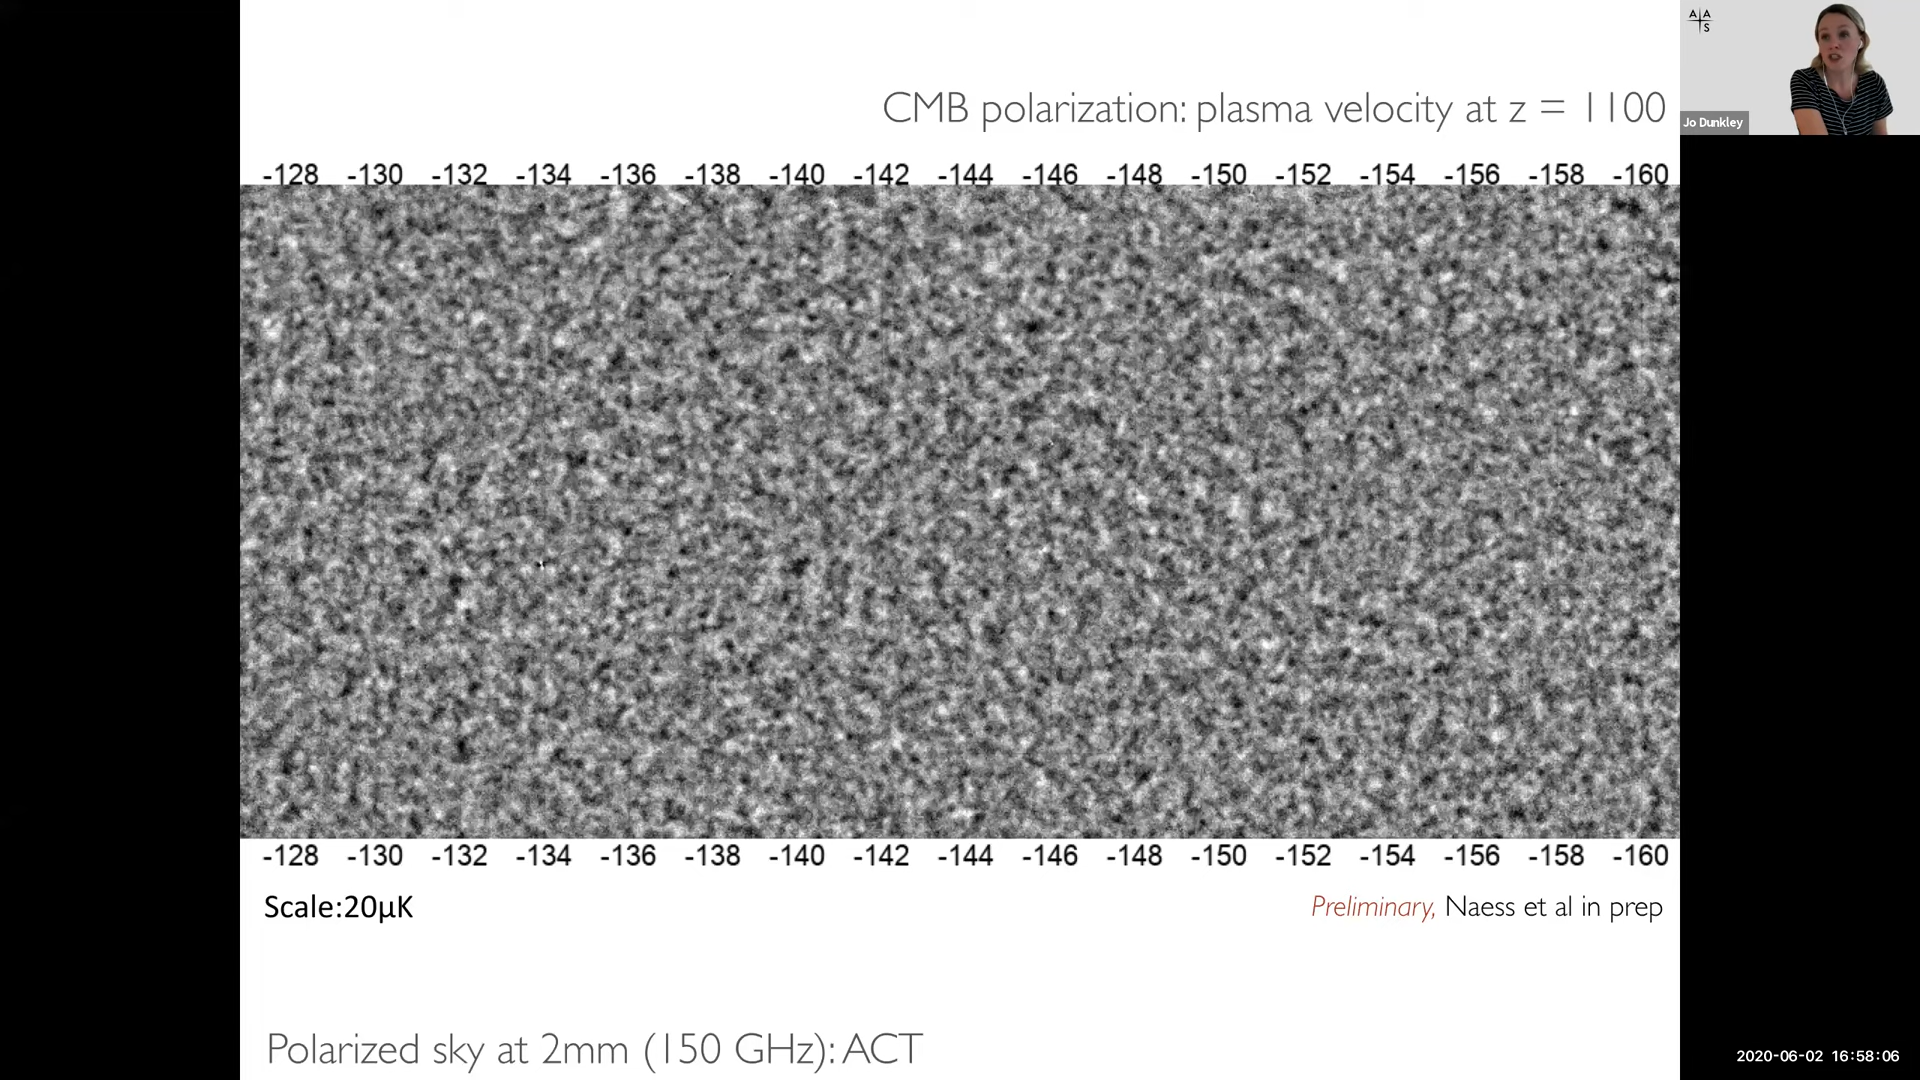 CMB polarization: plasma velocity at z = 1100
A A
S
Jo Dunkley
-128 -130 -132 -134 -136 -138 -140 -142 -144 -146 -148 -150 -152 -154 -156 -158 -160
-128 -130 -132 -134 -136 -138 -140 -142 -144 -146 -148 -150 -152 -154 -156 -158 -160
Scale:20μK
Preliminary, Naess et al in prep
Polarized sky at 2mm (150 GHz): ACT
2020-06-02 16:58:06